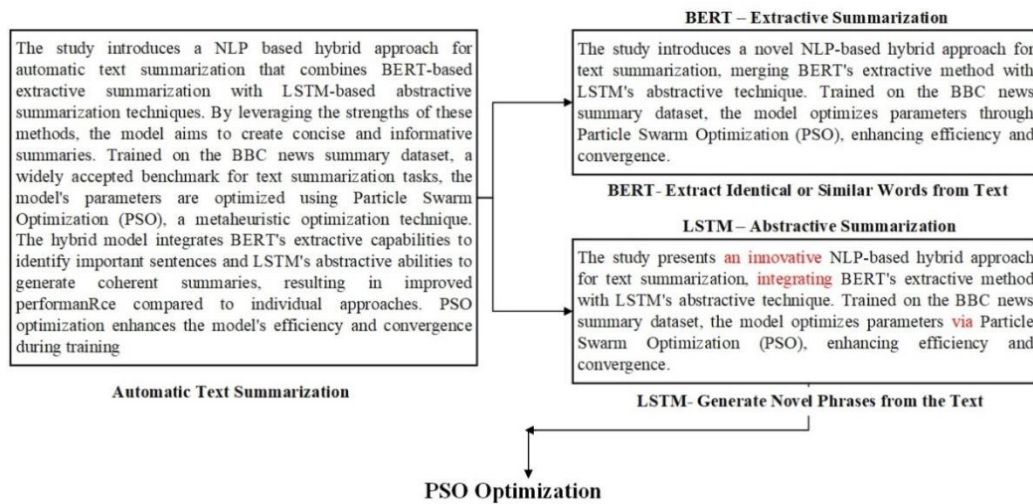 The study introduces a NLP based hybrid approach for
automatic text summarization that combines BERT-based
extractive summarization with LSTM-based abstractive
summarization techniques. By leveraging the strengths of these
methods, the model aims to create concise and informative
summaries. Trained on the BBC news summary dataset, a
widely accepted benchmark for text summarization tasks, the
model's parameters are optimized using Particle Swarm
Optimization (PSO), a metaheuristic optimization technique.
The hybrid model integrates BERT's extractive capabilities to
identify important sentences and LSTM's abstractive abilities to
generate coherent summaries, resulting in improved
performanRce compared to individual approaches. PSO
optimization enhances the model's efficiency and convergence
during training
Automatic Text Summarization
BERT – Extractive Summarization
The study introduces a novel NLP-based hybrid approach for
text summarization, merging BERT's extractive method with
LSTM's abstractive technique. Trained on the BBC news
summary dataset, the model optimizes parameters through
Particle Swarm Optimization (PSO), enhancing efficiency and
convergence.
BERT- Extract Identical or Similar Words from Text
LSTM – Abstractive Summarization
The study presents an innovative NLP-based hybrid approach
for text summarization, integrating BERT's extractive method
with LSTM's abstractive technique. Trained on the BBC news
summary dataset, the model optimizes parameters via Particle
Swarm Optimization (PSO), enhancing efficiency and
convergence.
LSTM- Generate Novel Phrases from the Text
PSO Optimization